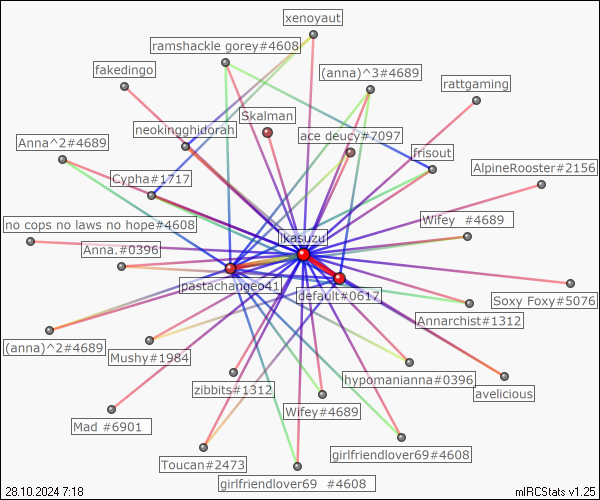 xenoyaut
ramshackle gorey#4608
fakedingo
(anna)^3#4689
rattgaming
Skalman
neokingghidorah
ace deucy#7097
Anna^2#4689
frisout
Cypha#1717
AlpineRooster#2156
no cops no laws no hope#4608
Wifey  #4689
ikasuzu
Anna.#0396
pastachangeo41
default#0617
Soxy Foxy#5076
Annarchist#1312
(anna)^2#4689
Mushy#1984
hypomanianna#0396
zibbits#1312
avelicious
Wifey#4689
Mad #6901
girlfriendlover69#4608
Toucan#2473
girlfriendlover69  #4608
28.10.2024 7:18
mIRCStats v1.25